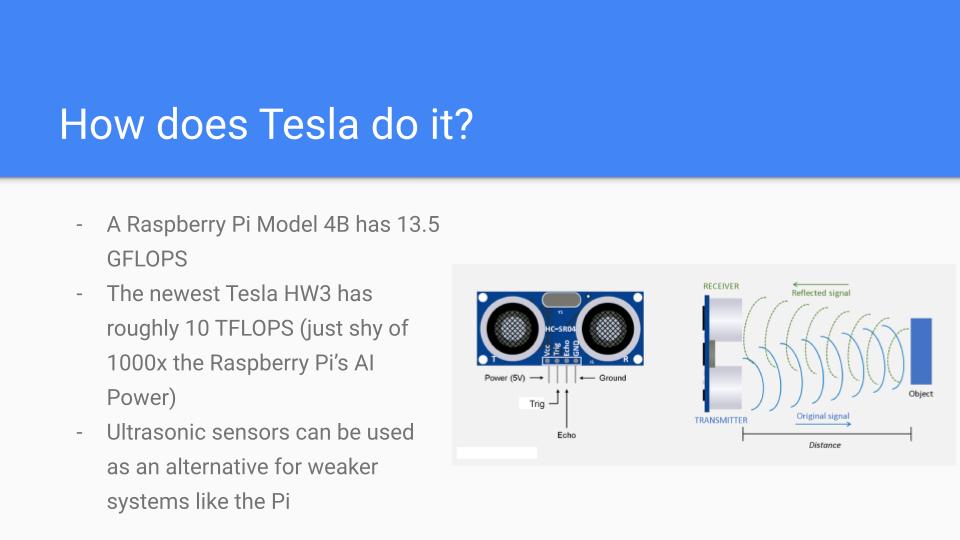 How does Tesla do it?
- A Raspberry Pi Model 4B has 13.5
GFLOPS
- The newest Tesla HW3 has
roughly 10 TFLOPS (just shy of
1000x the Raspberry Pi’s AI
Power)
- Ultrasonic sensors can be used
as an alternative for weaker
systems like the Pi
Y1
HC-SR04
T
Vcc
Trig
Echo
GND
R
Power (5V)
Ground
Trig
Echo
RECEIVER
Reflected signal
Object
TRANSMITTER
Original signal
Distance